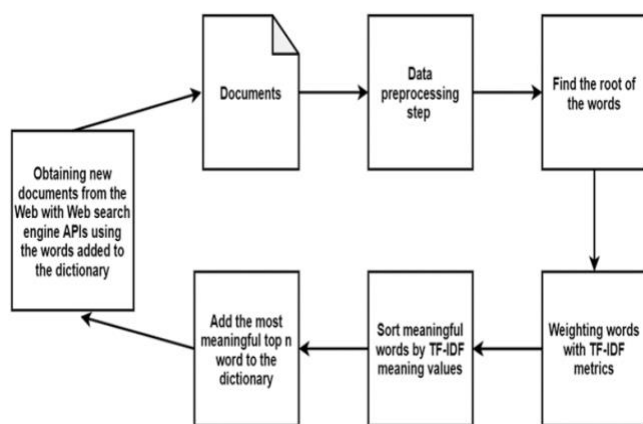 Documents
Data
preprocessing
step
Find the root of
the words
Obtaining new
documents from the
Web with Web search
engine APIs using
the words added to
the dictionary
Add the most
meaningful top n
word to the
dictionary
Sort meaningful
words by TF-IDF
meaning values
Weighting words
with TF-IDF
metrics